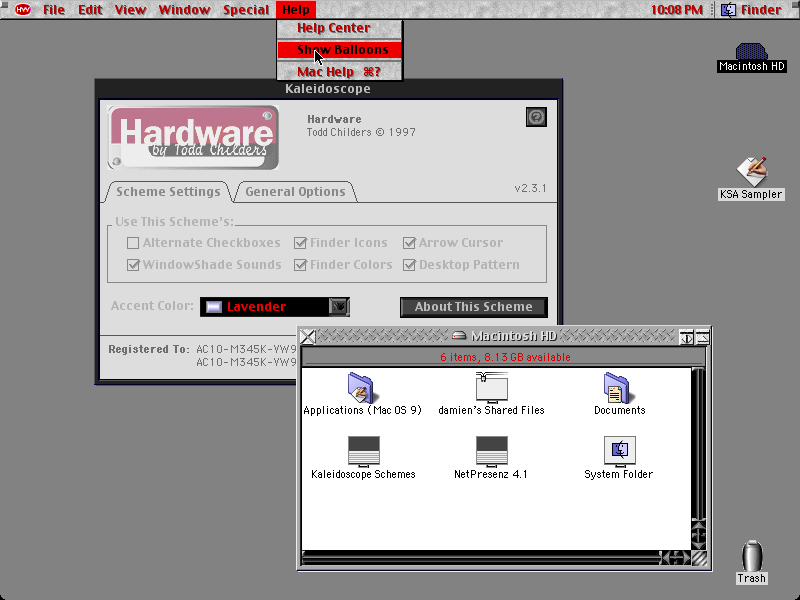 HW File Edit View Window Special Help 10:08 PM Finder
Help Center
Show Balloons
Mac Help ⌘?
Macintosh HD
Kaleidoscope
Hardware
by Todd Childers
Hardware
Todd Childers © 1997
KSA Sampler
Scheme Settings General Options v2.3.1
Use This Scheme's:
Alternate Checkboxes Finder Icons Arrow Cursor
WindowShade Sounds Finder Colors Desktop Pattern
Accent Color: Lavender About This Scheme
Registered To: AC10-M345K-VW9
AC10-M345K-VW9
Macintosh HD
6 items, 8.13 GB available
Applications (Mac OS 9) damien's Shared Files Documents
Kaleidoscope Schemes NetPresenz 4.1 System Folder
Trash